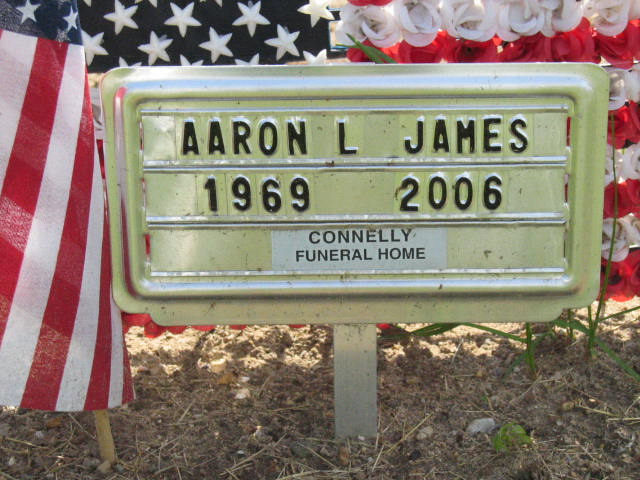 AARON L JAMES
1969 2006
CONNELLY
FUNERAL HOME